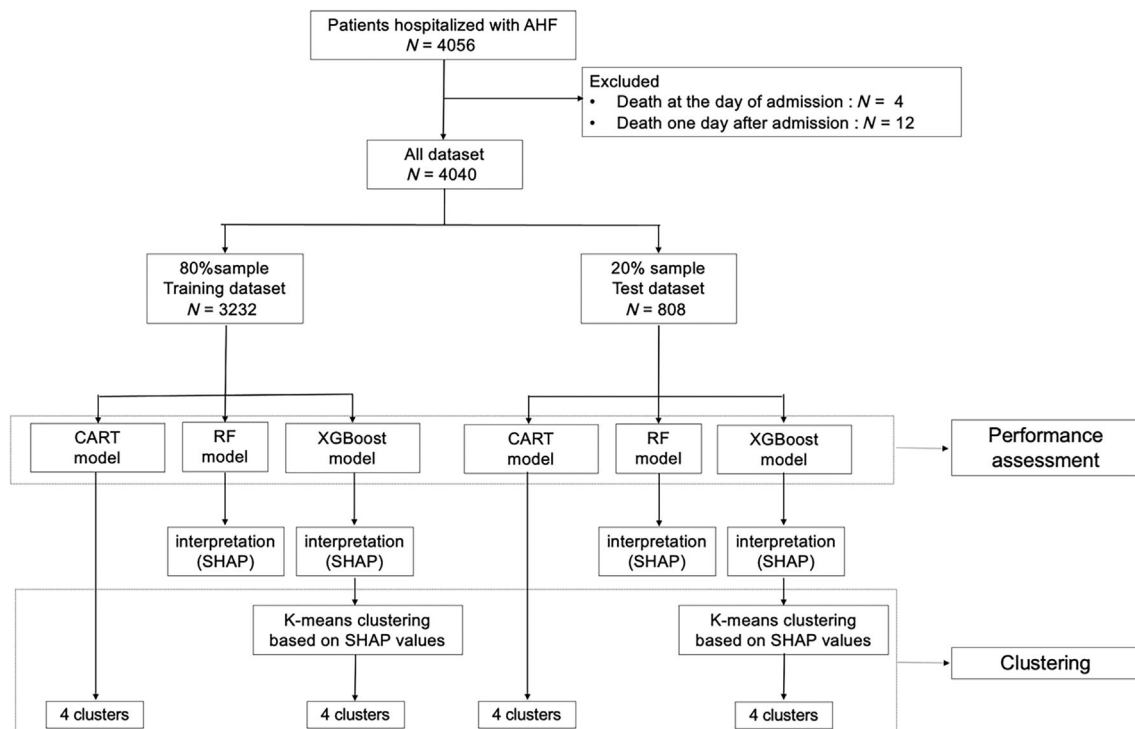 Patients hospitalized with AHF
N = 4056
Excluded
• Death at the day of admission : N = 4
• Death one day after admission : N = 12
All dataset
N = 4040
80%sample
Training dataset
N = 3232
20% sample
Test dataset
N = 808
CART
model
RF
model
XGBoost
model
CART
model
RF
model
XGBoost
model
Performance
assessment
interpretation
(SHAP)
interpretation
(SHAP)
interpretation
(SHAP)
interpretation
(SHAP)
K-means clustering
based on SHAP values
K-means clustering
based on SHAP values
Clustering
4 clusters
4 clusters
4 clusters
4 clusters